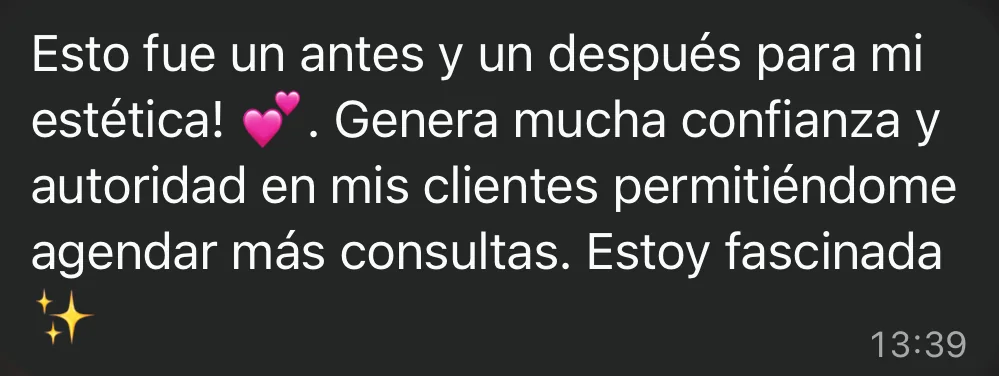 Esto fue un antes y un después para mi
estética! 💕. Genera mucha confianza y
autoridad en mis clientes permitiéndome
agendar más consultas. Estoy fascinada
✨
13:39